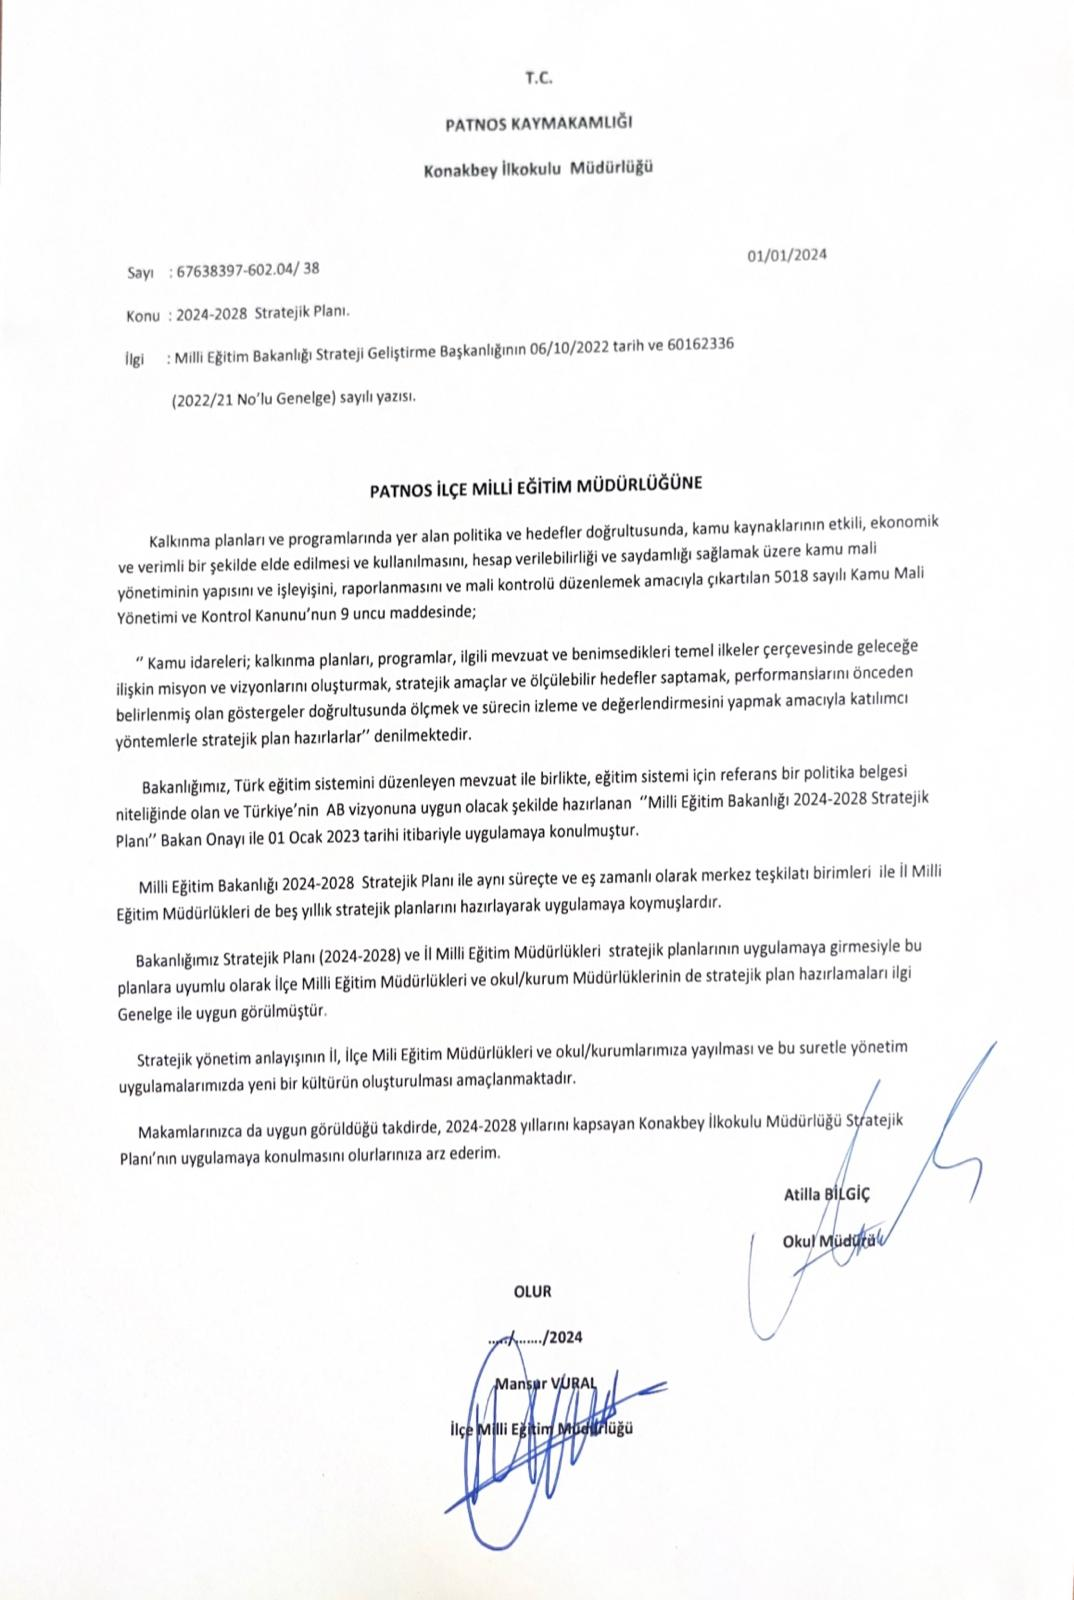 T.C.
PATNOS KAYMAKAMLIĞI
Konakbey İlkokulu Müdürlüğü
Sayı : 67638397-602.04/ 38
01/01/2024
Konu : 2024-2028 Stratejik Planı.
İlgi : Milli Eğitim Bakanlığı Strateji Geliştirme Başkanlığının 06/10/2022 tarih ve 60162336
(2022/21 No'lu Genelge) sayılı yazısı.
PATNOS İLÇE MİLLİ EĞİTİM MÜDÜRLÜĞÜNE
Kalkınma planları ve programlarında yer alan politika ve hedefler doğrultusunda, kamu kaynaklarının etkili, ekonomik
ve verimli bir şekilde elde edilmesi ve kullanılmasını, hesap verilebilirliği ve saydamlığı sağlamak üzere kamu mali
yönetiminin yapısını ve işleyişini, raporlanmasını ve mali kontrolü düzenlemek amacıyla çıkartılan 5018 sayılı Kamu Mali
Yönetimi ve Kontrol Kanunu'nun 9 uncu maddesinde;
'' Kamu idareleri; kalkınma planları, programlar, ilgili mevzuat ve benimsedikleri temel ilkeler çerçevesinde geleceğe
ilişkin misyon ve vizyonlarını oluşturmak, stratejik amaçlar ve ölçülebilir hedefler saptamak, performanslarını önceden
belirlenmiş olan göstergeler doğrultusunda ölçmek ve sürecin izleme ve değerlendirmesini yapmak amacıyla katılımcı
yöntemlerle stratejik plan hazırlarlar'' denilmektedir.
Bakanlığımız, Türk eğitim sistemini düzenleyen mevzuat ile birlikte, eğitim sistemi için referans bir politika belgesi
niteliğinde olan ve Türkiye'nin AB vizyonuna uygun olacak şekilde hazırlanan ''Milli Eğitim Bakanlığı 2024-2028 Stratejik
Planı'' Bakan Onayı ile 01 Ocak 2023 tarihi itibariyle uygulamaya konulmuştur.
Milli Eğitim Bakanlığı 2024-2028 Stratejik Planı ile aynı süreçte ve eş zamanlı olarak merkez teşkilatı birimleri ile İl Milli
Eğitim Müdürlükleri de beş yıllık stratejik planlarını hazırlayarak uygulamaya koymuşlardır.
Bakanlığımız Stratejik Planı (2024-2028) ve İl Milli Eğitim Müdürlükleri stratejik planlarının uygulamaya girmesiyle bu
planlara uyumlu olarak İlçe Milli Eğitim Müdürlükleri ve okul/kurum Müdürlüklerinin de stratejik plan hazırlamaları ilgi
Genelge ile uygun görülmüştür.
Stratejik yönetim anlayışının İl, İlçe Mili Eğitim Müdürlükleri ve okul/kurumlarımıza yayılması ve bu suretle yönetim
uygulamalarımızda yeni bir kültürün oluşturulması amaçlanmaktadır.
Makamlarınızca da uygun görüldüğü takdirde, 2024-2028 yıllarını kapsayan Konakbey İlkokulu Müdürlüğü Stratejik
Planı'nın uygulamaya konulmasını olurlarınıza arz ederim.
Atilla BİLGİÇ
Okul Müdürü
OLUR
...../......./2024
Mansur VURAL
İlçe Milli Eğitim Müdürlüğü